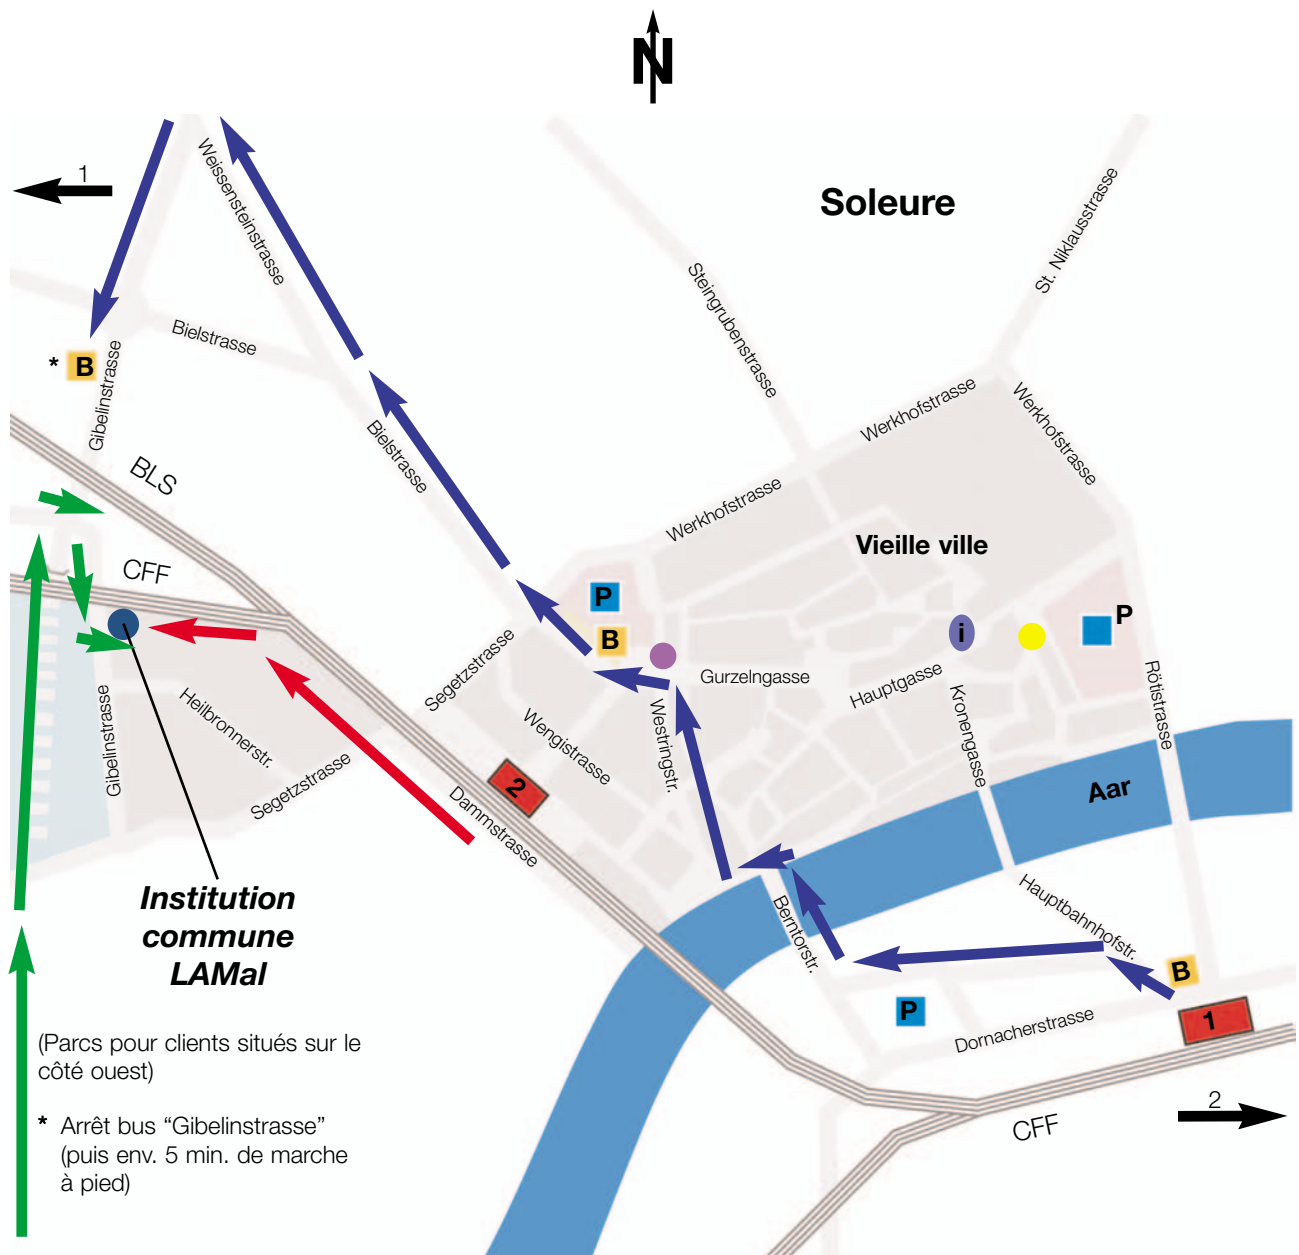 N
1
Weissensteinstrasse
Soleure
St. Niklausstrasse
Steingrubenstrasse
Bielstrasse
* B
Gibelinstrasse
Bielstrasse
Werkhofstrasse
Werkhofstrasse
BLS
Werkhofstrasse
Vieille ville
CFF
P
B
i
P
Segetzstrasse
Gurzelngasse
Hauptgasse
Kronengasse
Rötistrasse
Gibelinstrasse
Heilbronnerstr.
Wengistrasse
Westringstr.
Segetzstrasse
2
Dammstrasse
Aar
Institution
commune
LAMal
Berntorstr.
Hauptbahnhofstr.
B
P
Dornacherstrasse
1
(Parcs pour clients situés sur le
côté ouest)
* Arrêt bus “Gibelinstrasse”
(puis env. 5 min. de marche
à pied)
CFF
2